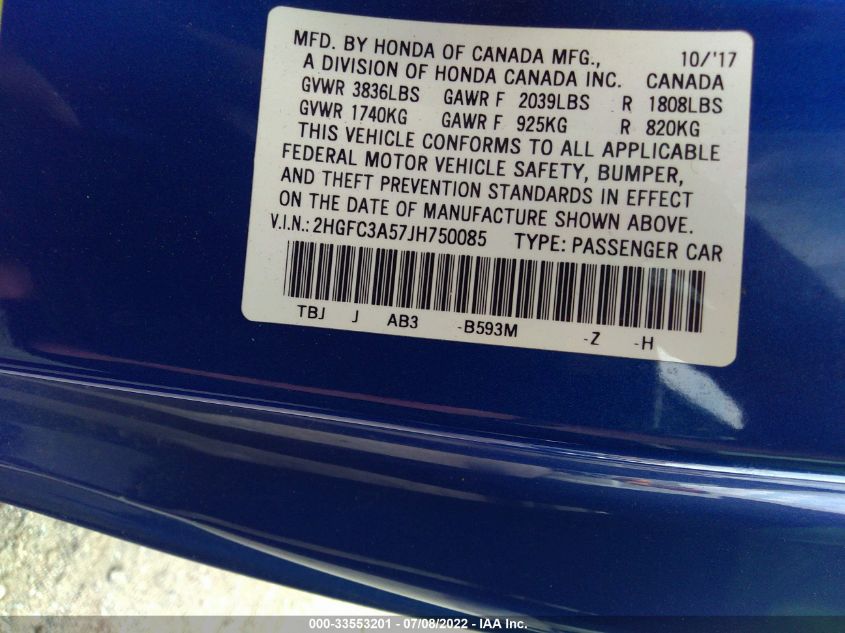 MFD. BY HONDA OF CANADA MFG., 10/'17
A DIVISION OF HONDA CANADA INC. CANADA
GVWR 3836LBS GAWR F 2039LBS R 1808LBS
GVWR 1740KG GAWR F 925KG R 820KG
THIS VEHICLE CONFORMS TO ALL APPLICABLE
FEDERAL MOTOR VEHICLE SAFETY, BUMPER,
AND THEFT PREVENTION STANDARDS IN EFFECT
ON THE DATE OF MANUFACTURE SHOWN ABOVE.
V.I.N.: 2HGFC3A57JH750085 TYPE: PASSENGER CAR
TBJ J AB3 -B593M -Z -H
000-33553201 - 07/08/2022 - IAA Inc.